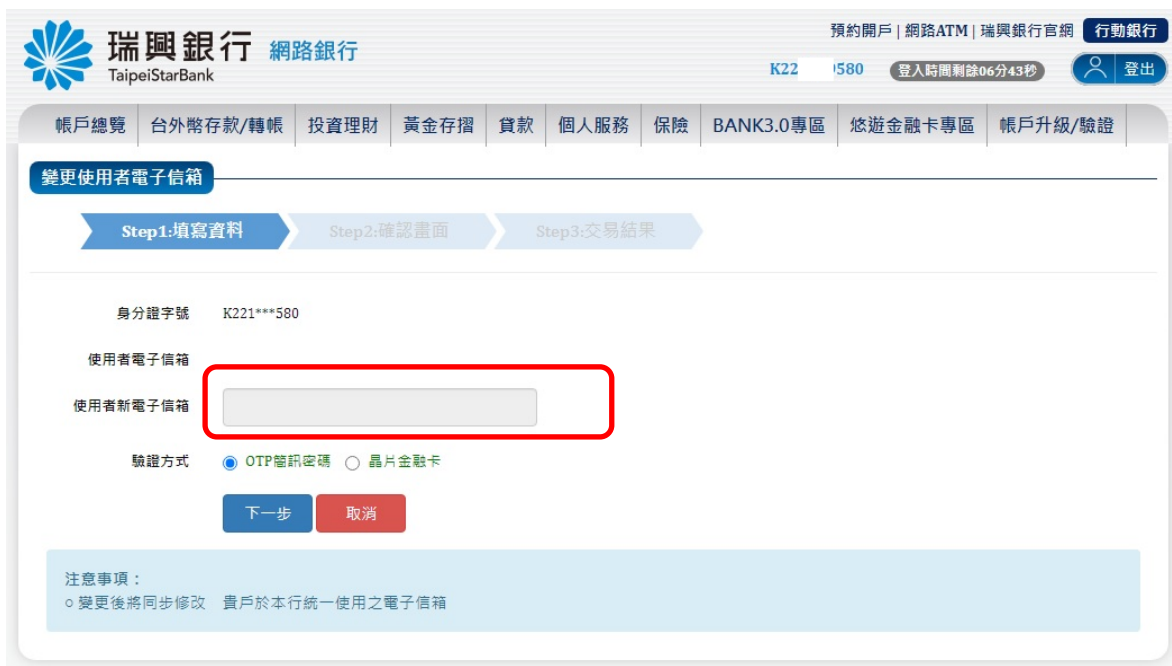 預約開戶 | 網路ATM | 瑞興銀行官網 行動銀行
瑞興銀行 網路銀行
TaipeiStarBank
K22 580 登入時間剩餘06分43秒 登出
帳戶總覽 台外幣存款/轉帳 投資理財 黃金存摺 貸款 個人服務 保險 BANK3.0專區 悠遊金融卡專區 帳戶升級/驗證
變更使用者電子信箱
Step1:填寫資料 Step2:確認畫面 Step3:交易結果
身分證字號 K221***580
使用者電子信箱
使用者新電子信箱
驗證方式 OTP簡訊密碼 晶片金融卡
下一步 取消
注意事項：
○ 變更後將同步修改 貴戶於本行統一使用之電子信箱